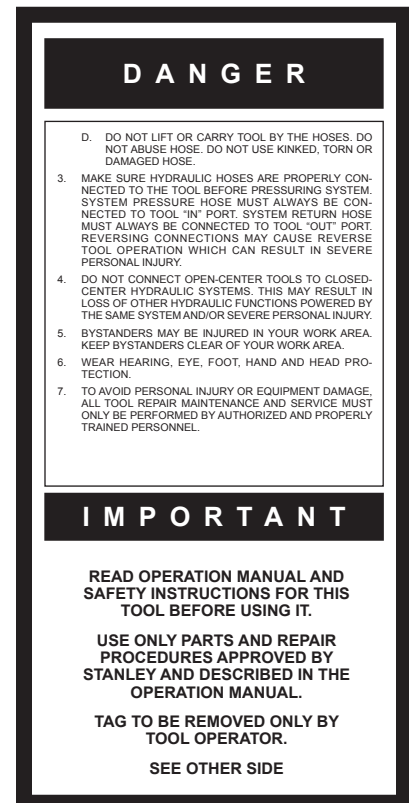 DANGER
D. DO NOT LIFT OR CARRY TOOL BY THE HOSES. DO
NOT ABUSE HOSE. DO NOT USE KINKED, TORN OR
DAMAGED HOSE.
3. MAKE SURE HYDRAULIC HOSES ARE PROPERLY CON-
NECTED TO THE TOOL BEFORE PRESSURING SYSTEM.
SYSTEM PRESSURE HOSE MUST ALWAYS BE CON-
NECTED TO TOOL “IN” PORT. SYSTEM RETURN HOSE
MUST ALWAYS BE CONNECTED TO TOOL “OUT” PORT.
REVERSING CONNECTIONS MAY CAUSE REVERSE
TOOL OPERATION WHICH CAN RESULT IN SEVERE
PERSONAL INJURY.
4. DO NOT CONNECT OPEN-CENTER TOOLS TO CLOSED-
CENTER HYDRAULIC SYSTEMS. THIS MAY RESULT IN
LOSS OF OTHER HYDRAULIC FUNCTIONS POWERED BY
THE SAME SYSTEM AND/OR SEVERE PERSONAL INJURY.
5. BYSTANDERS MAY BE INJURED IN YOUR WORK AREA.
KEEP BYSTANDERS CLEAR OF YOUR WORK AREA.
6. WEAR HEARING, EYE, FOOT, HAND AND HEAD PRO-
TECTION.
7. TO AVOID PERSONAL INJURY OR EQUIPMENT DAMAGE,
ALL TOOL REPAIR MAINTENANCE AND SERVICE MUST
ONLY BE PERFORMED BY AUTHORIZED AND PROPERLY
TRAINED PERSONNEL.
IMPORTANT
READ OPERATION MANUAL AND
SAFETY INSTRUCTIONS FOR THIS
TOOL BEFORE USING IT.
USE ONLY PARTS AND REPAIR
PROCEDURES APPROVED BY
STANLEY AND DESCRIBED IN THE
OPERATION MANUAL.
TAG TO BE REMOVED ONLY BY
TOOL OPERATOR.
SEE OTHER SIDE